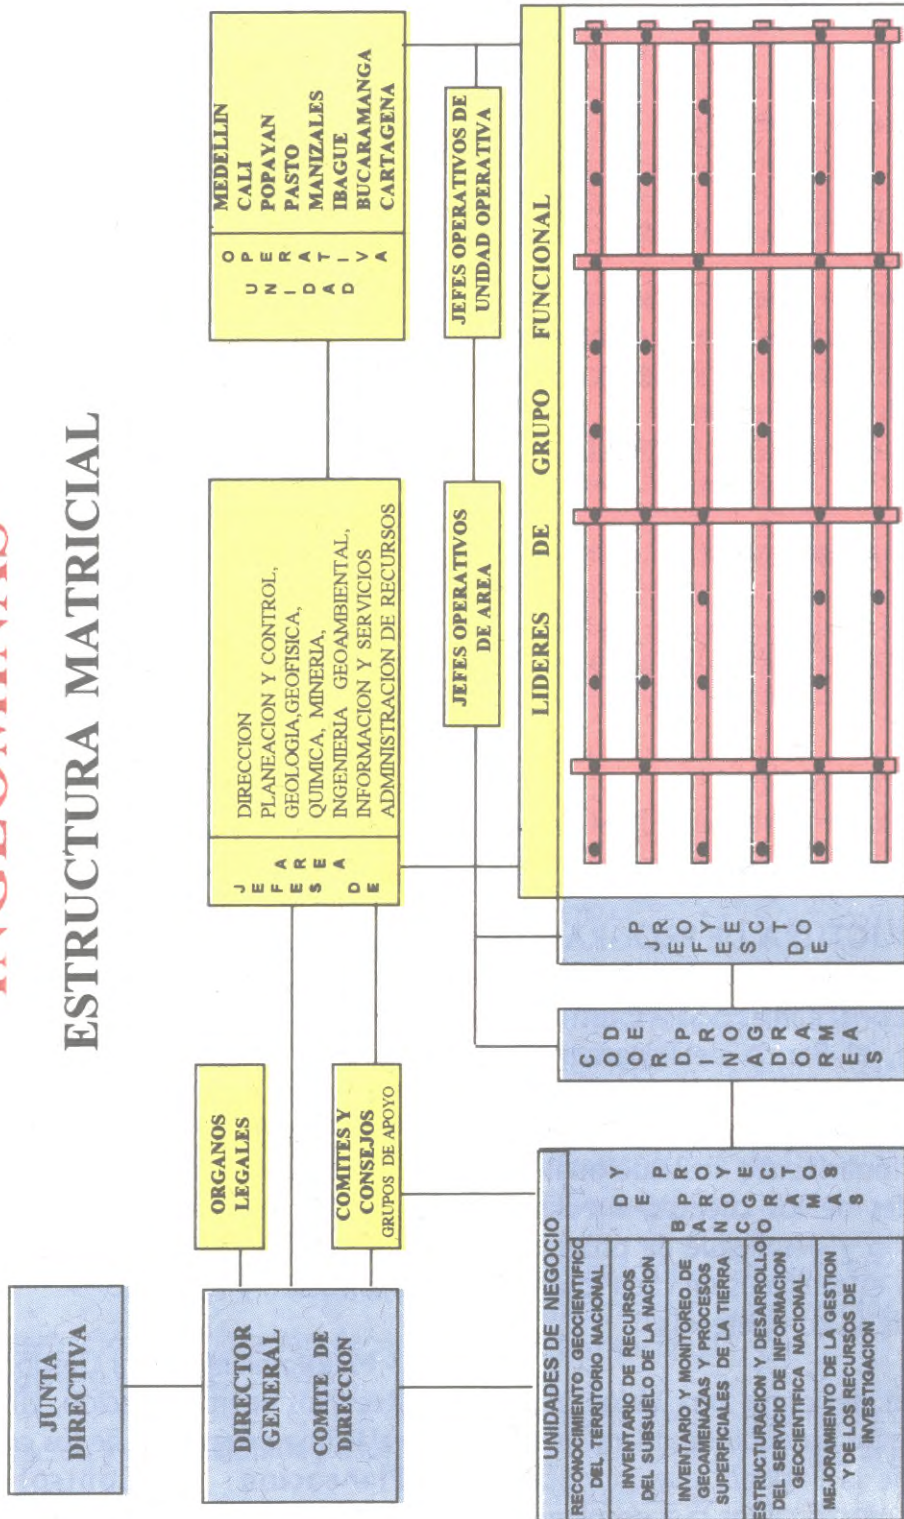 INGEOMINAS
ESTRUCTURA MATRICIAL
JUNTA
DIRECTIVA
DIRECTOR
GENERAL
COMITE DE
DIRECCION
ORGANOS
LEGALES
COMITES Y
CONSEJOS
GRUPOS DE APOYO
JEFES DE
AREA
DIRECCION
PLANEACION Y CONTROL,
GEOLOGIA,GEOFISICA,
QUIMICA, MINERIA,
INGENIERIA GEOAMBIENTAL,
INFORMACION Y SERVICIOS
ADMINISTRACION DE RECURSOS
UNIDAD
OPERATIVA
MEDELLIN
CALI
POPAYAN
PASTO
MANIZALES
IBAGUE
BUCARAMANGA
CARTAGENA
JEFES OPERATIVOS
DE AREA
JEFES OPERATIVOS DE
UNIDAD OPERATIVA
UNIDADES DE NEGOCIO
RECONOCIMIENTO GEOCIENTIFICO
DEL TERRITORIO NACIONAL
INVENTARIO DE RECURSOS
DEL SUBSUELO DE LA NACION
INVENTARIO Y MONITOREO DE
GEOAMENAZAS Y PROCESOS
SUPERFICIALES DE LA TIERRA
ESTRUCTURACION Y DESARROLLO
DEL SERVICIO DE INFORMACION
GEOCIENTIFICA NACIONAL
MEJORAMIENTO DE LA GESTION
Y DE LOS RECURSOS DE
INVESTIGACION
BANCO
DE PROGRAMAS
Y PROYECTOS
COORDINADOR
DE PROGRAMAS
JEFES DE
PROYECTO
LIDERES DE GRUPO FUNCIONAL